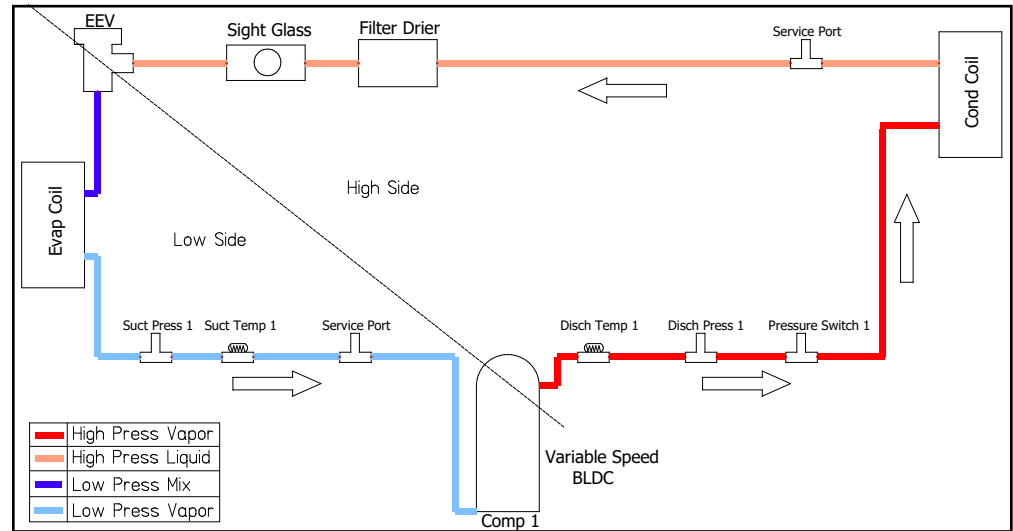 EEV
Sight Glass
Filter Drier
Service Port
Cond Coil
High Side
Evap Coil
Low Side
Suct Press 1
Suct Temp 1
Service Port
Disch Temp 1
Disch Press 1
Pressure Switch 1
High Press Vapor
High Press Liquid
Low Press Mix
Low Press Vapor
Variable Speed
BLDC
Comp 1